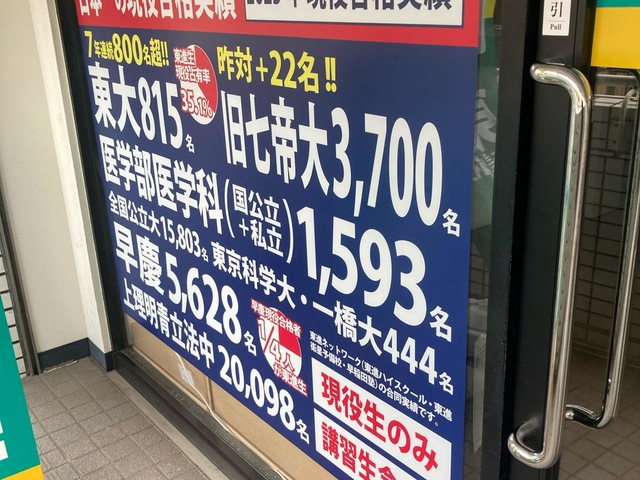 日本一の現役合格実績
2025年現役合格実績
7年連続800名超!!
東進生
現役占有率
35.1%
昨対+22名!!
東大815名
旧七帝大3,700名
医学部医学科(国公立+私立)1,593名
全国公立大15,803名
東京科学大・一橋大444名
早慶5,628名
早慶現役合格者
1/4人
が東進生
上理明青立法中 20,098名
東進ネットワーク(東進ハイスクール・東進
衛星予備校・早稲田塾)の合同実績です。
現役生のみ
講習生含
引
Poll